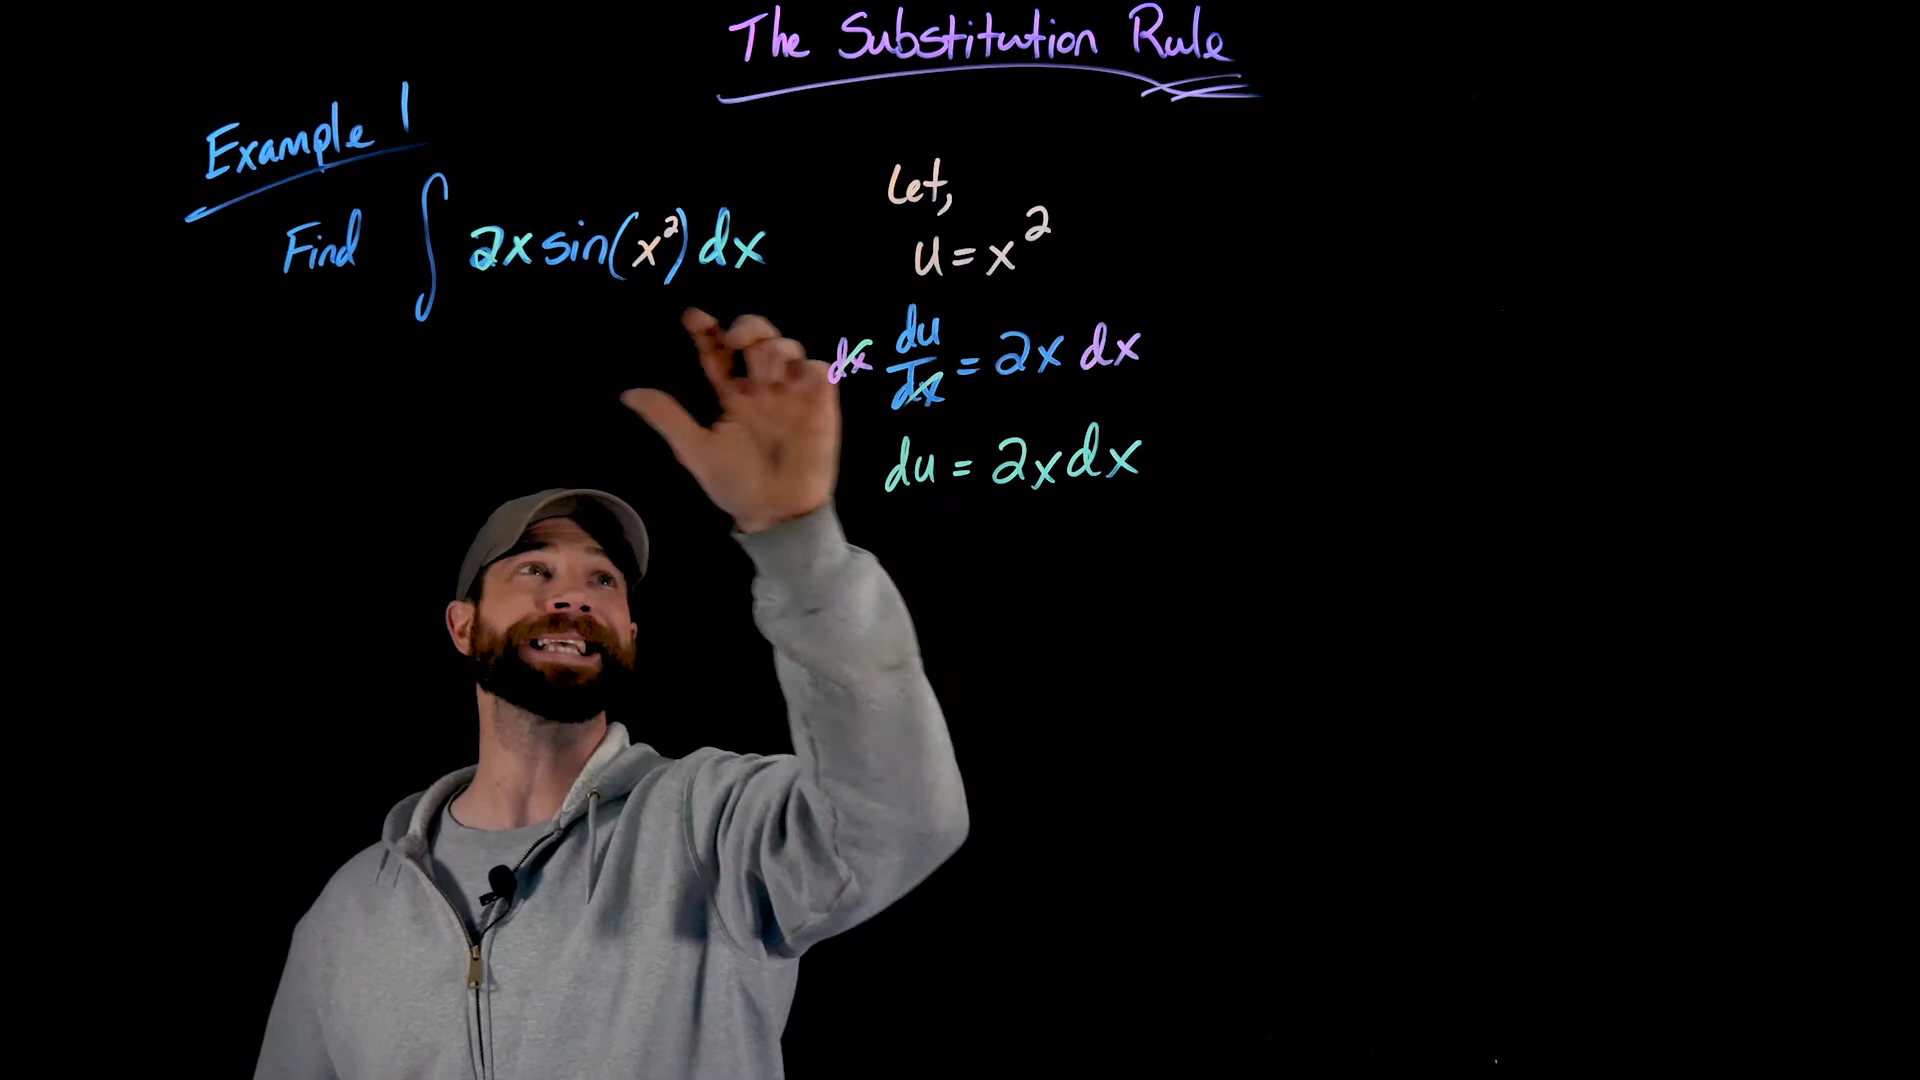 The Substitution Rule
Example 1
Find ∫ 2x sin(x²) dx
Let,
u = x²
dx du/dx = 2x dx
du = 2x dx